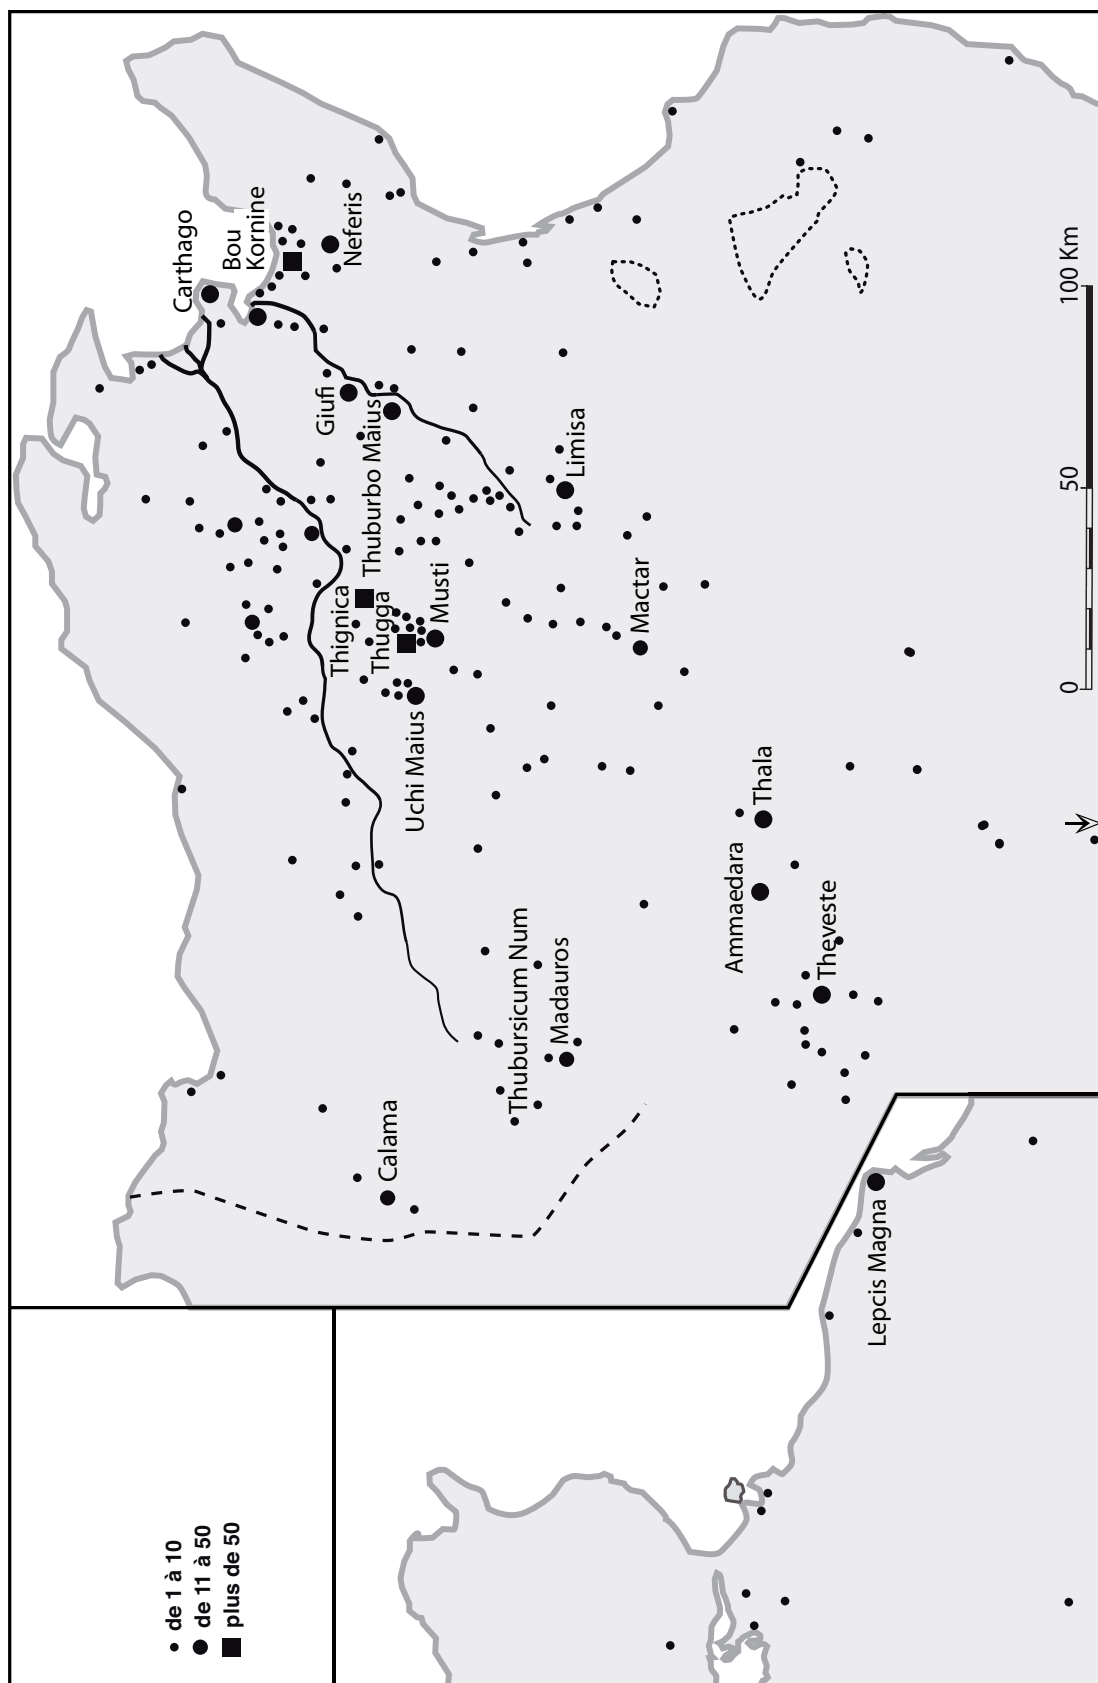 de 1 à 10
de 11 à 50
plus de 50
Carthago
Bou
Kornine
Neferis
Giufi
Thuburbo Maius
Thignica
Thugga
Musti
Uchi Maius
Limisa
Mactar
Thala
Ammaedara
Theveste
Thubursicum Num
Madauros
Calama
Lepcis Magna
0
50
100 Km